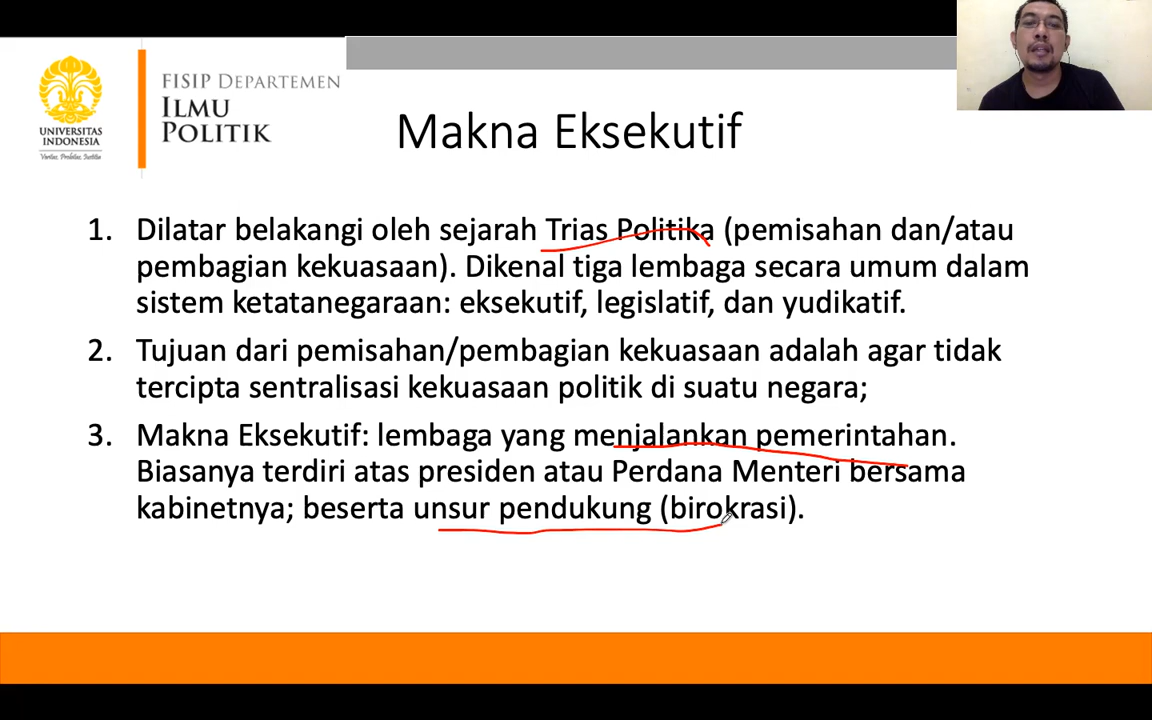 FISIP DEPARTEMEN
ILMU
POLITIK
UNIVERSITAS
INDONESIA
Veritas, Probitas, Iustitia
Makna Eksekutif
1. Dilatar belakangi oleh sejarah Trias Politika (pemisahan dan/atau
pembagian kekuasaan). Dikenal tiga lembaga secara umum dalam
sistem ketatanegaraan: eksekutif, legislatif, dan yudikatif.
2. Tujuan dari pemisahan/pembagian kekuasaan adalah agar tidak
tercipta sentralisasi kekuasaan politik di suatu negara;
3. Makna Eksekutif: lembaga yang menjalankan pemerintahan.
Biasanya terdiri atas presiden atau Perdana Menteri bersama
kabinetnya; beserta unsur pendukung (birokrasi).